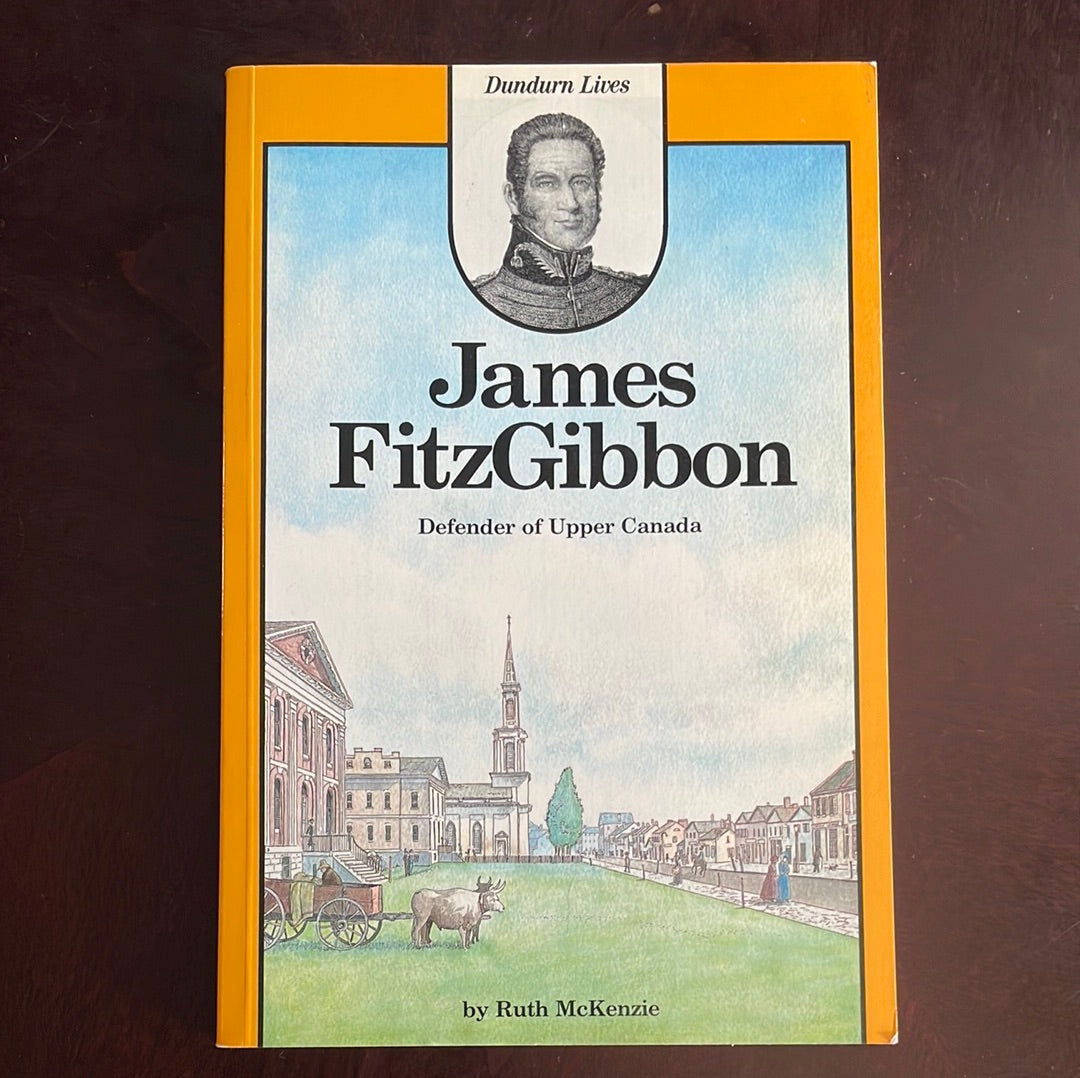 Dundurn Lives
James
FitzGibbon
Defender of Upper Canada
by Ruth McKenzie